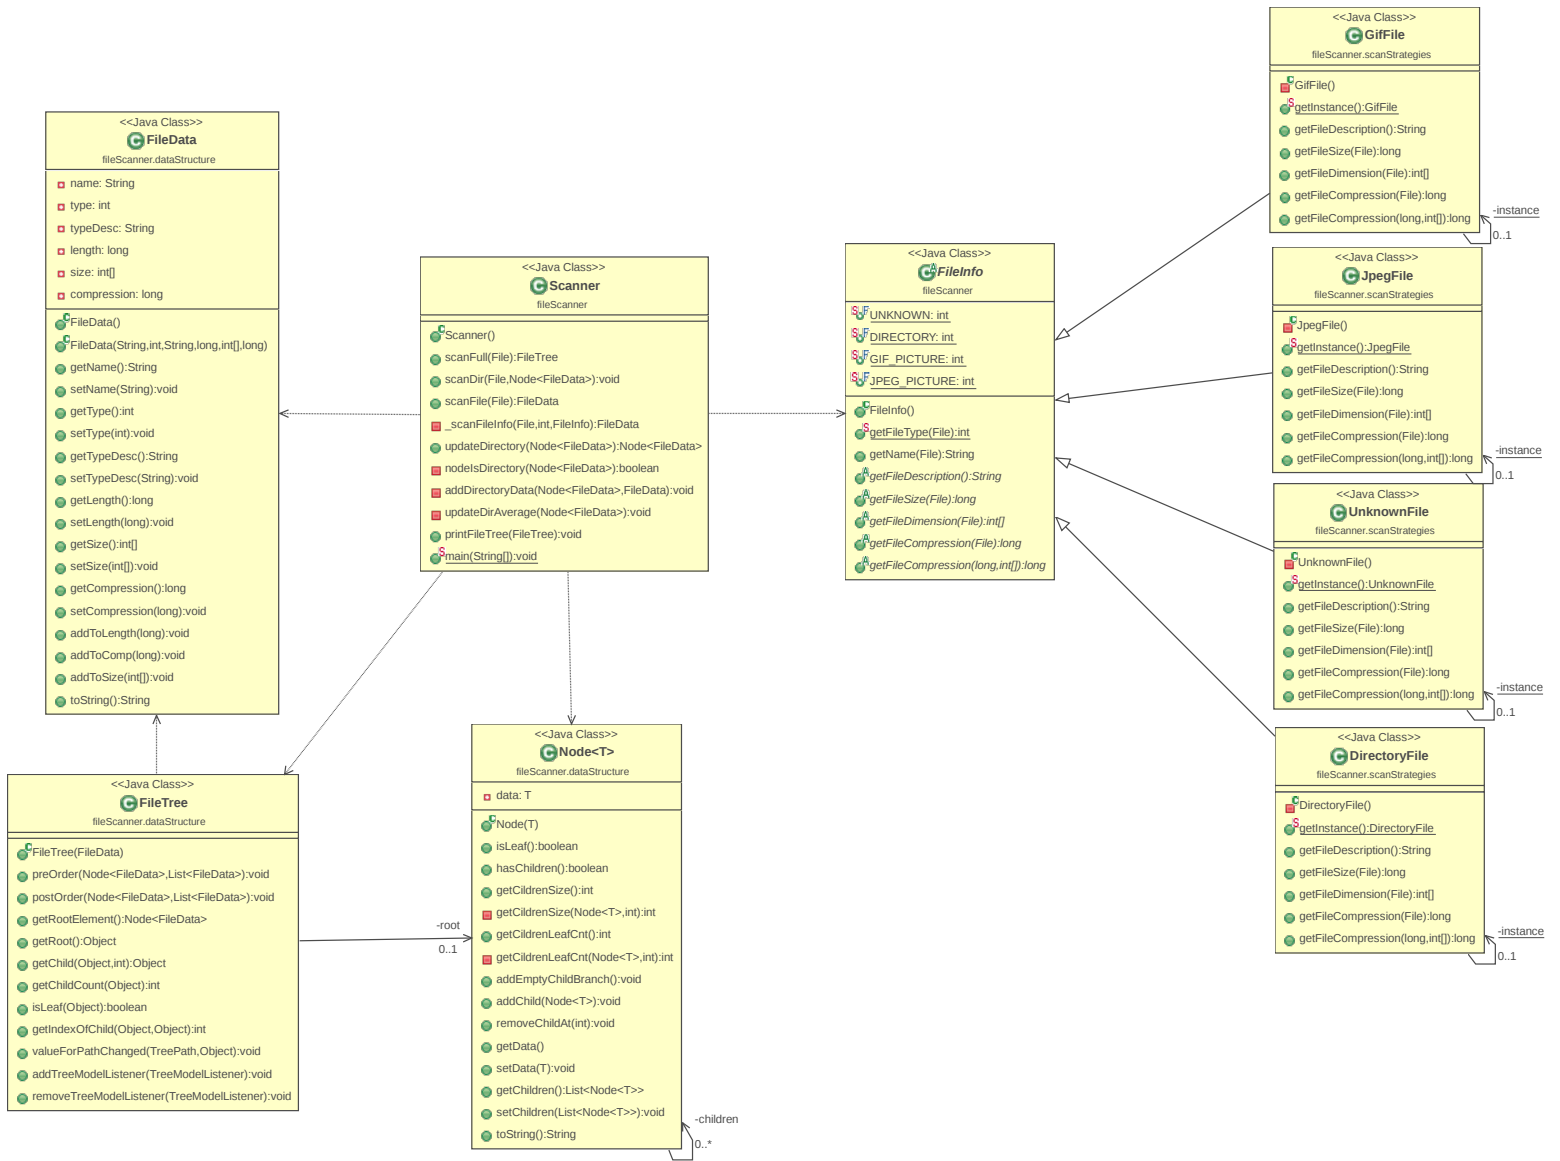 <<Java Class>>
FileData
fileScanner.dataStructure
name: String
type: int
typeDesc: String
length: long
size: int[]
compression: long
FileData()
FileData(String,int,String,long,int[],long)
getName():String
setName(String):void
getType():int
setType(int):void
getTypeDesc():String
setTypeDesc(String):void
getLength():long
setLength(long):void
getSize():int[]
setSize(int[]):void
getCompression():long
setCompression(long):void
addToLength(long):void
addToComp(long):void
addToSize(int[]):void
toString():String
<<Java Class>>
FileTree
fileScanner.dataStructure
FileTree(FileData)
preOrder(Node<FileData>,List<FileData>):void
postOrder(Node<FileData>,List<FileData>):void
getRootElement():Node<FileData>
getRoot():Object
getChild(Object,int):Object
getChildCount(Object):int
isLeaf(Object):boolean
getIndexOfChild(Object,Object):int
valueForPathChanged(TreePath,Object):void
addTreeModelListener(TreeModelListener):void
removeTreeModelListener(TreeModelListener):void
-root
0..1
<<Java Class>>
Scanner
fileScanner
Scanner()
scanFull(File):FileTree
scanDir(File,Node<FileData>):void
scanFile(File):FileData
_scanFileInfo(File,int,FileInfo):FileData
updateDirectory(Node<FileData>):Node<FileData>
nodeIsDirectory(Node<FileData>):boolean
addDirectoryData(Node<FileData>,FileData):void
updateDirAverage(Node<FileData>):void
printFileTree(FileTree):void
main(String[]):void
<<Java Class>>
Node<T>
fileScanner.dataStructure
data: T
Node(T)
isLeaf():boolean
hasChildren():boolean
getCildrenSize():int
getCildrenSize(Node<T>,int):int
getCildrenLeafCnt():int
getCildrenLeafCnt(Node<T>,int):int
addEmptyChildBranch():void
addChild(Node<T>):void
removeChildAt(int):void
getData()
setData(T):void
getChildren():List<Node<T>>
setChildren(List<Node<T>>):void
toString():String
-children
0..*
<<Java Class>>
FileInfo
fileScanner
UNKNOWN: int
DIRECTORY: int
GIF_PICTURE: int
JPEG_PICTURE: int
FileInfo()
getFileType(File):int
getName(File):String
getFileDescription():String
getFileSize(File):long
getFileDimension(File):int[]
getFileCompression(File):long
getFileCompression(long,int[]):long
<<Java Class>>
GifFile
fileScanner.scanStrategies
GifFile()
getInstance():GifFile
getFileDescription():String
getFileSize(File):long
getFileDimension(File):int[]
getFileCompression(File):long
getFileCompression(long,int[]):long
-instance
0..1
<<Java Class>>
JpegFile
fileScanner.scanStrategies
JpegFile()
getInstance():JpegFile
getFileDescription():String
getFileSize(File):long
getFileDimension(File):int[]
getFileCompression(File):long
getFileCompression(long,int[]):long
-instance
0..1
<<Java Class>>
UnknownFile
fileScanner.scanStrategies
UnknownFile()
getInstance():UnknownFile
getFileDescription():String
getFileSize(File):long
getFileDimension(File):int[]
getFileCompression(File):long
getFileCompression(long,int[]):long
-instance
0..1
<<Java Class>>
DirectoryFile
fileScanner.scanStrategies
DirectoryFile()
getInstance():DirectoryFile
getFileDescription():String
getFileSize(File):long
getFileDimension(File):int[]
getFileCompression(File):long
getFileCompression(long,int[]):long
-instance
0..1